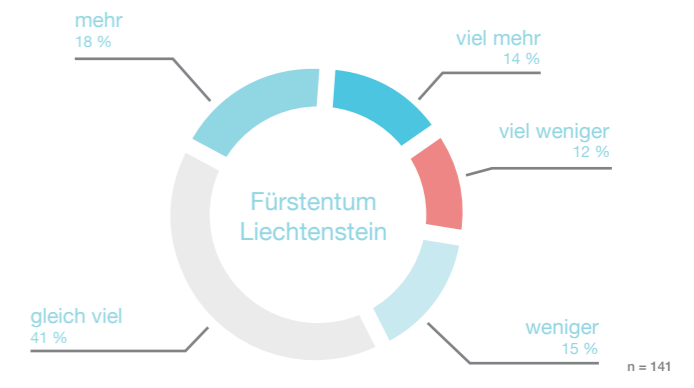 mehr
18 %
viel mehr
14 %
viel weniger
12 %
Fürstentum
Liechtenstein
gleich viel
41 %
weniger
15 %
n = 141